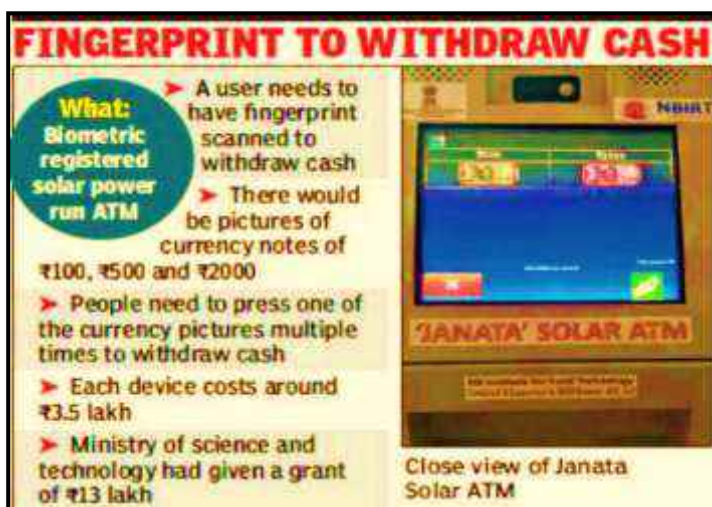 FINGERPRINT TO WITHDRAW CASH
What:
Biometric
registered
solar power
run ATM
➤ A user needs to
have fingerprint
scanned to
withdraw cash
➤ There would
be pictures of
currency notes of
₹100, ₹500 and ₹2000
➤ People need to press one of
the currency pictures multiple
times to withdraw cash
➤ Each device costs around
₹3.5 lakh
➤ Ministry of science and
technology had given a grant
of ₹13 lakh
NBIRT
'JANATA' SOLAR ATM
Close view of Janata
Solar ATM